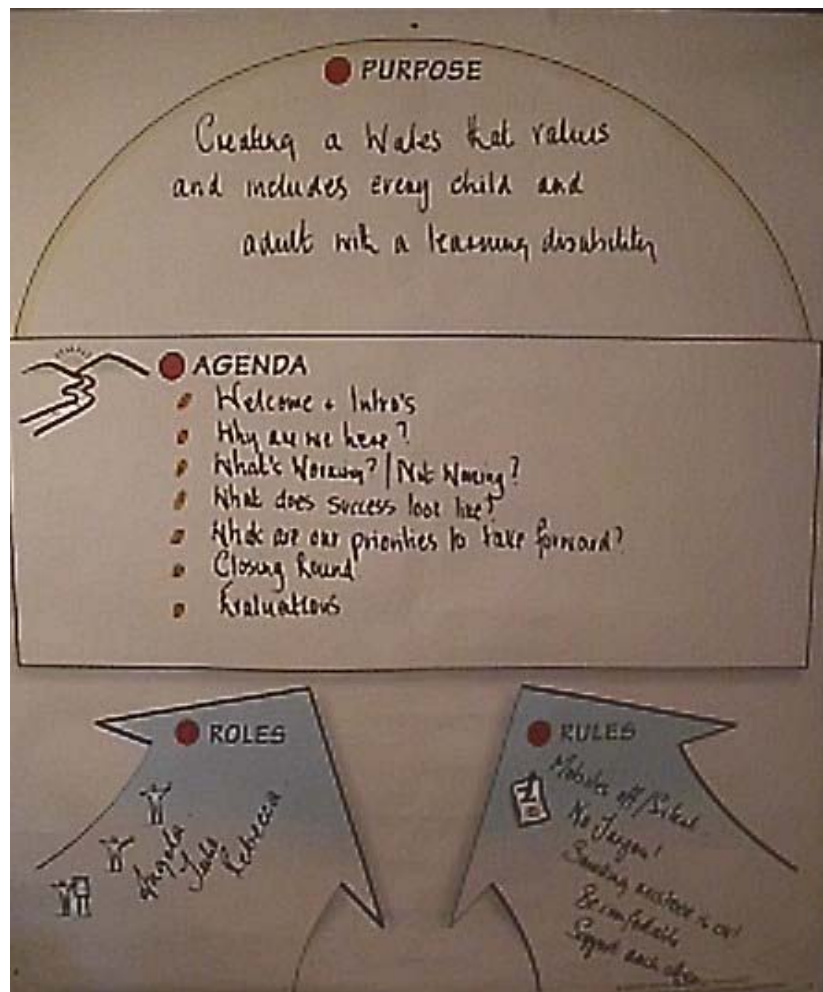 PURPOSE
Creating a Wales that values
and includes every child and
adult with a learning disability
AGENDA
Welcome + Intro's
Why are we here?
What's Working? / Not Working?
What does success look like?
What are our priorities to take forward?
Closing Round
Evaluations
ROLES
Angela
Rebecca
RULES
Mobiles off/Silent
No Jargon!
is ok!
Be comfortable
Support each other